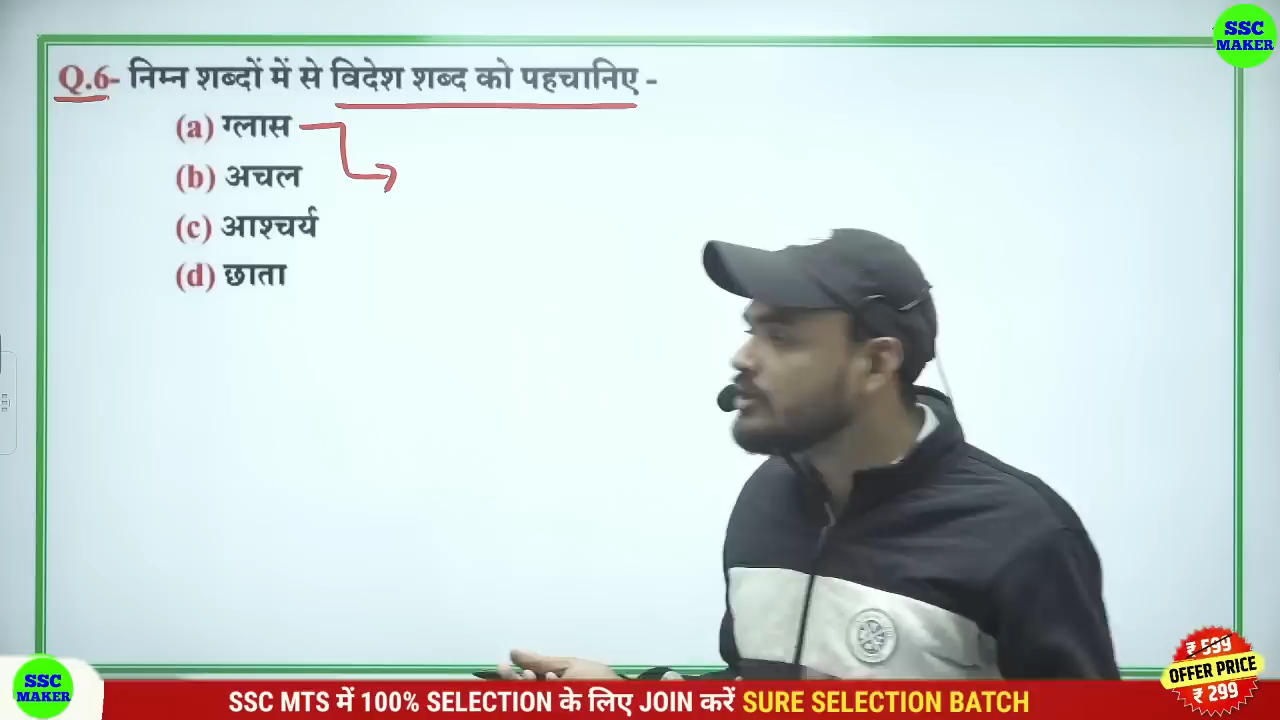 SSC
MAKER
Q.6- निम्न शब्दों में से विदेश शब्द को पहचानिए -
(a) ग्लास
(b) अचल
(c) आश्चर्य
(d) छाता
SSC
MAKER
SSC MTS में 100% SELECTION के लिए JOIN करें SURE SELECTION BATCH
₹ 599
OFFER PRICE
₹ 299